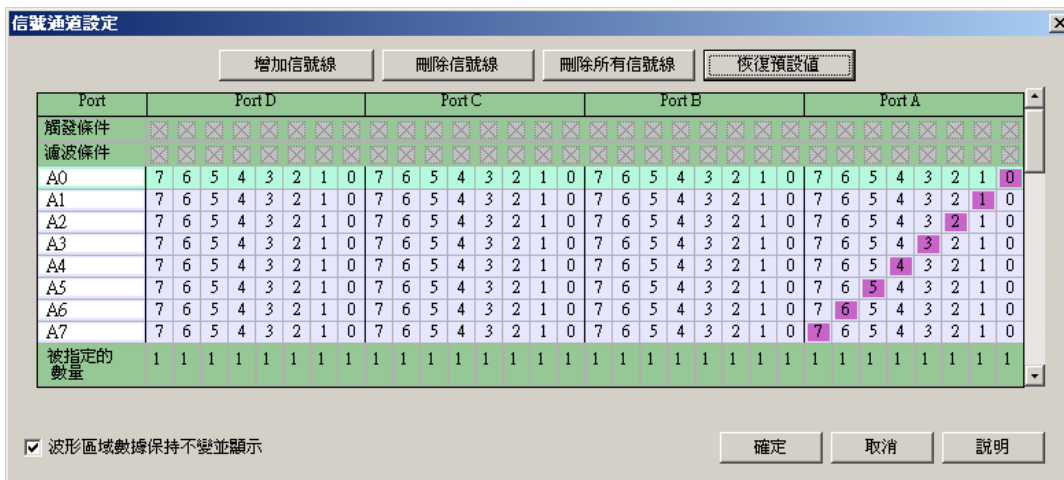 信號通道設定
增加信號線 刪除信號線 刪除所有信號線 恢復預設值
Port Port D Port C Port B Port A
觸發條件
濾波條件
A0 7 6 5 4 3 2 1 0 7 6 5 4 3 2 1 0 7 6 5 4 3 2 1 0 7 6 5 4 3 2 1 0
A1 7 6 5 4 3 2 1 0 7 6 5 4 3 2 1 0 7 6 5 4 3 2 1 0 7 6 5 4 3 2 1 0
A2 7 6 5 4 3 2 1 0 7 6 5 4 3 2 1 0 7 6 5 4 3 2 1 0 7 6 5 4 3 2 1 0
A3 7 6 5 4 3 2 1 0 7 6 5 4 3 2 1 0 7 6 5 4 3 2 1 0 7 6 5 4 3 2 1 0
A4 7 6 5 4 3 2 1 0 7 6 5 4 3 2 1 0 7 6 5 4 3 2 1 0 7 6 5 4 3 2 1 0
A5 7 6 5 4 3 2 1 0 7 6 5 4 3 2 1 0 7 6 5 4 3 2 1 0 7 6 5 4 3 2 1 0
A6 7 6 5 4 3 2 1 0 7 6 5 4 3 2 1 0 7 6 5 4 3 2 1 0 7 6 5 4 3 2 1 0
A7 7 6 5 4 3 2 1 0 7 6 5 4 3 2 1 0 7 6 5 4 3 2 1 0 7 6 5 4 3 2 1 0
被指定的
數量 1 1 1 1 1 1 1 1 1 1 1 1 1 1 1 1 1 1 1 1 1 1 1 1 1 1 1 1 1 1 1 1
波形區域數據保持不變並顯示
確定 取消 說明